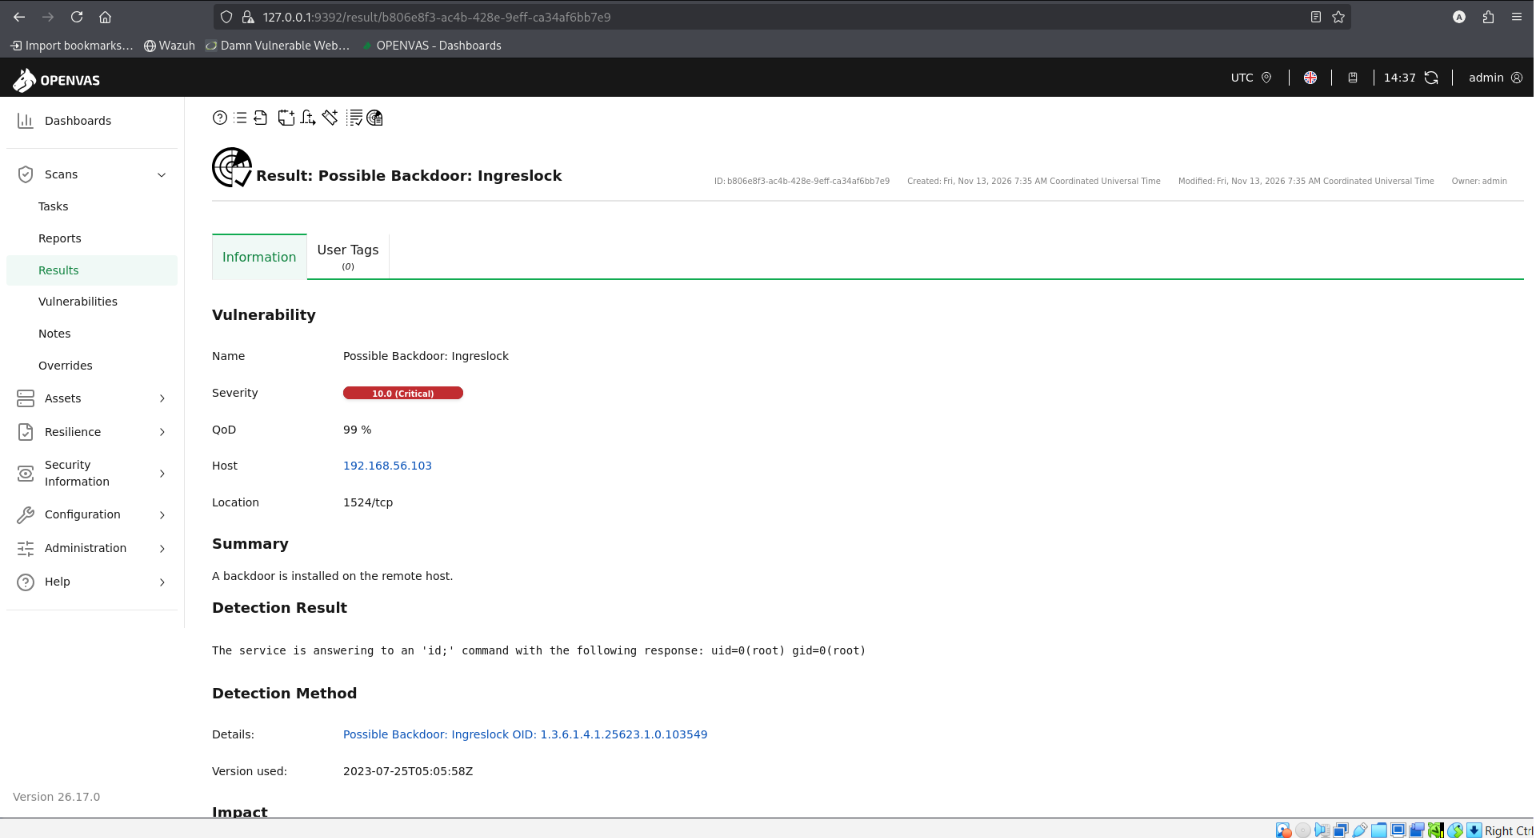 127.0.0.1:9392/result/b806e8f3-ac4b-428e-9eff-ca34af6bb7e9
Import bookmarks... Wazuh Damn Vulnerable Web... OPENVAS - Dashboards
OPENVAS UTC 14:37 admin
Dashboards
Scans
Tasks
Reports
Results
Vulnerabilities
Notes
Overrides
Assets
Resilience
Security
Information
Configuration
Administration
Help
Version 26.17.0
Result: Possible Backdoor: Ingreslock
ID: b806e8f3-ac4b-428e-9eff-ca34af6bb7e9 Created: Fri, Nov 13, 2026 7:35 AM Coordinated Universal Time Modified: Fri, Nov 13, 2026 7:35 AM Coordinated Universal Time Owner: admin
Information User Tags
(0)
Vulnerability
Name Possible Backdoor: Ingreslock
Severity 10.0 (Critical)
QoD 99 %
Host 192.168.56.103
Location 1524/tcp
Summary
A backdoor is installed on the remote host.
Detection Result
The service is answering to an 'id;' command with the following response: uid=0(root) gid=0(root)
Detection Method
Details: Possible Backdoor: Ingreslock OID: 1.3.6.1.4.1.25623.1.0.103549
Version used: 2023-07-25T05:05:58Z
Impact
Right Ctrl